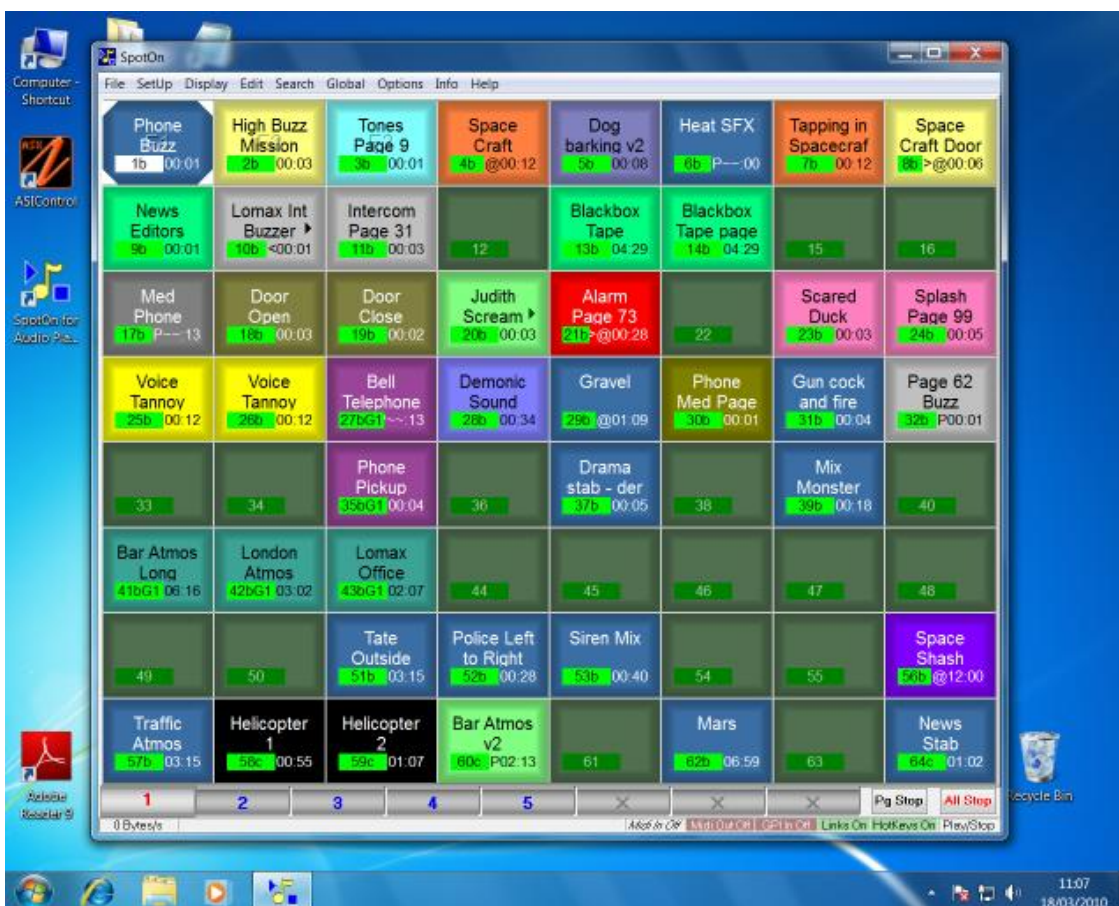 Computer -
Shortcut
ASIControl
SpotOn
File SetUp Display Edit Search Global Options Info Help
Phone
Buzz
1b 00:01
High Buzz
Mission
2b 00:03
Tones
Page 9
3b 00:01
Space
Craft
4b @00:12
Dog
barking v2
5b 00:08
Heat SFX
6b P~~:00
Tapping in
Spacecraf
7b 00:12
Space
Craft Door
8b >@00:06
News
Editors
9b 00:01
Lomax Int
Buzzer
10b <00:01
Intercom
Page 31
11b 00:03
12
Blackbox
Tape
13b 04:29
Blackbox
Tape page
14b 04:29
15
16
Med
Phone
17b P~~:13
Door
Open
18b 00:03
Door
Close
19b 00:02
Judith
Scream
20b 00:03
Alarm
Page 73
21b >@00:28
22
Scared
Duck
23b 00:03
Splash
Page 99
24b 00:05
Voice
Tannoy
25b 00:12
Voice
Tannoy
26b 00:12
Bell
Telephone
27bG1 ~~:13
Demonic
Sound
28b 00:34
Gravel
29b @01:09
Phone
Med Page
30b 00:01
Gun cock
and fire
31b 00:04
Page 62
Buzz
32b P00:01
33
34
Phone
Pickup
35bG1 00:04
36
Drama
stab - der
37b 00:05
38
Mix
Monster
39b 00:18
40
Bar Atmos
Long
41bG1 06:16
London
Atmos
42bG1 03:02
Lomax
Office
43bG1 02:07
44
45
46
47
48
49
50
Tate
Outside
51b 03:15
Police Left
to Right
52b 00:28
Siren Mix
53b 00:40
54
55
Space
Shash
56b @12:00
Traffic
Atmos
57b 03:15
Helicopter
1
58c 00:55
Helicopter
2
59c 01:07
Bar Atmos
v2
60c P02:13
61
Mars
62b 06:59
63
News
Stab
64c 01:02
1 2 3 4 5 Pg Stop All Stop
0 Bytes/s Midi In Off Midi Out Off GPI In Off Links On HotKeys On Play/Stop
SpotOn for
Audio
Adobe
Reader 9
Recycle Bin
11:07
18/03/2010